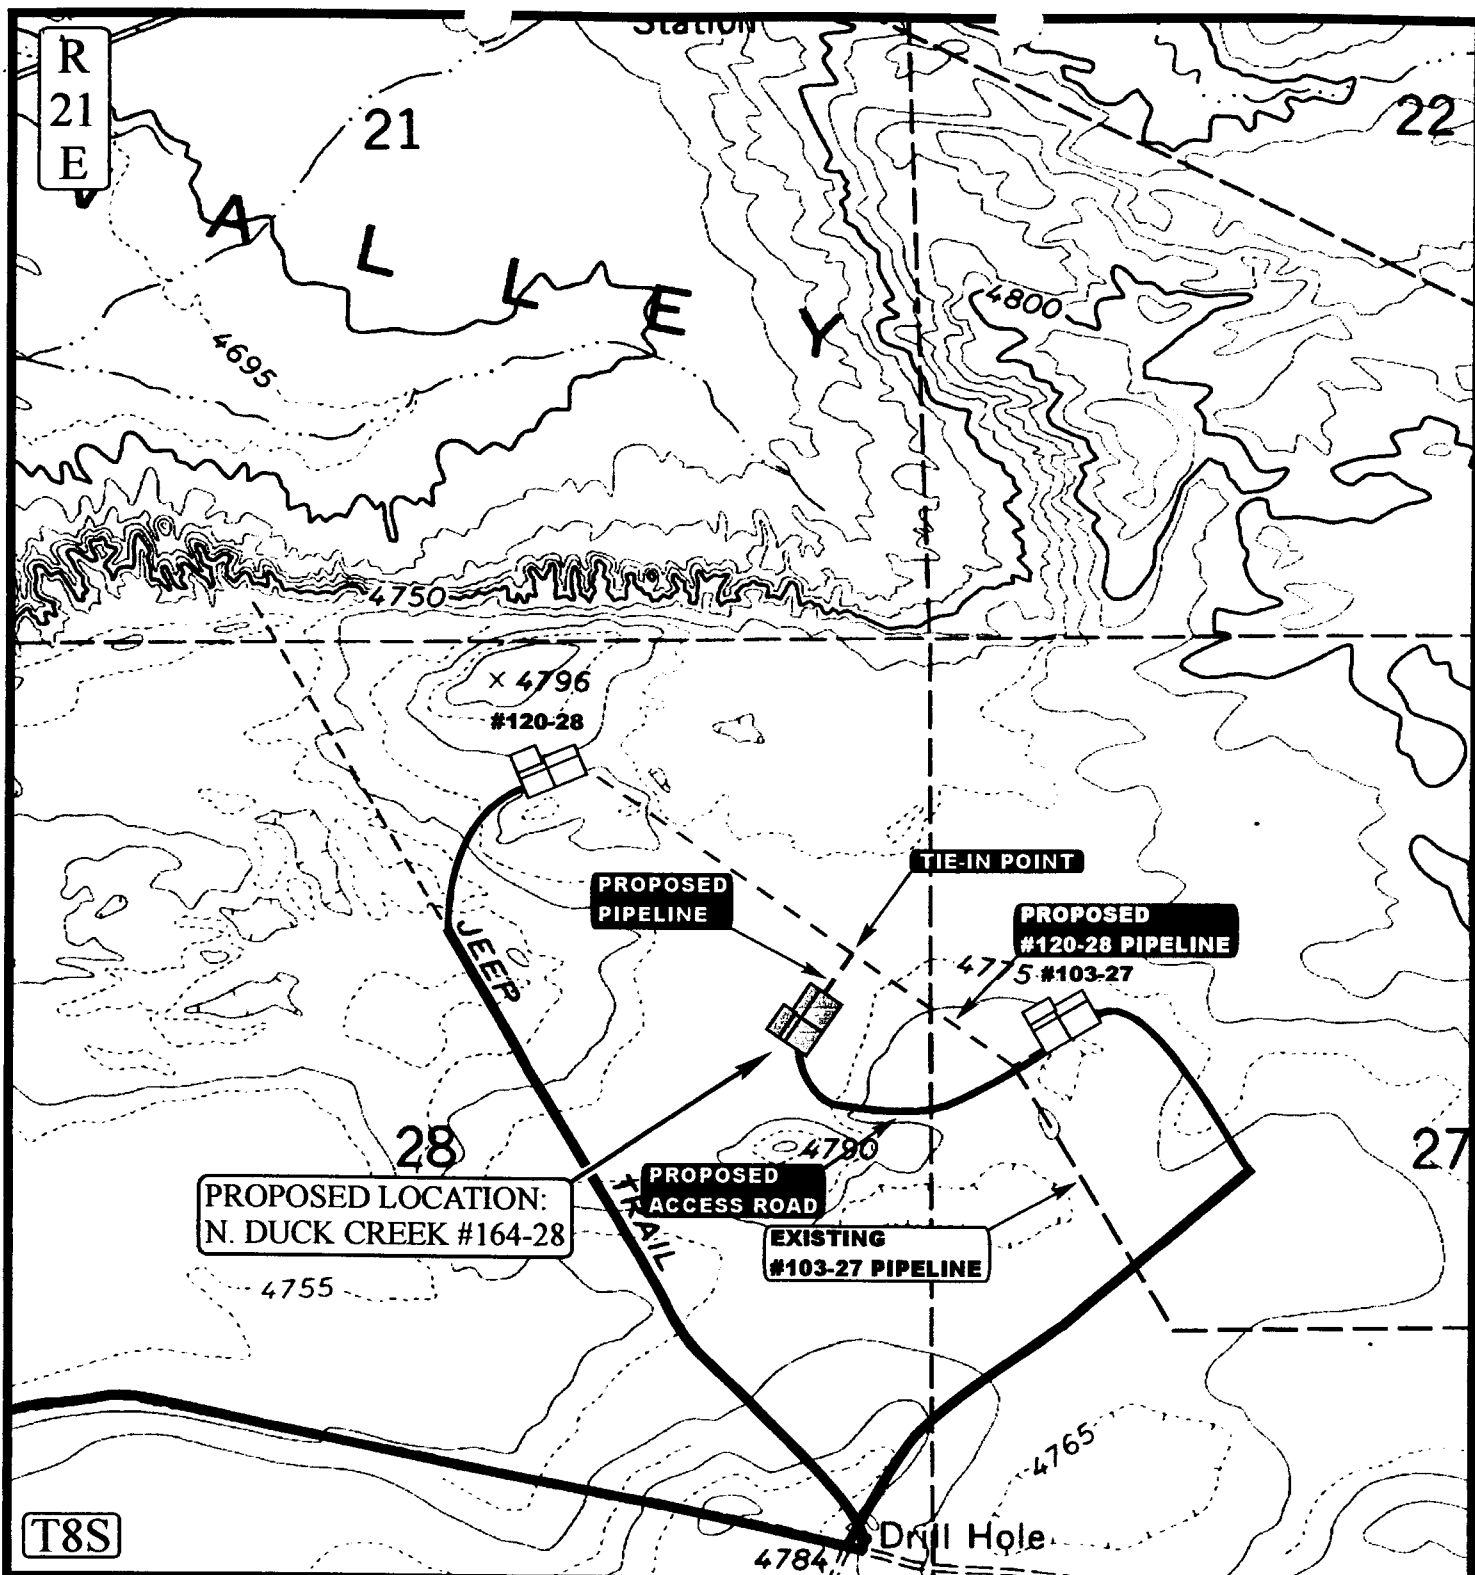 Station
R
21
E
21
22
V A L L E Y
4695
4800
4750
4796
#120-28
TIE-IN POINT
PROPOSED
PIPELINE
PROPOSED
#120-28 PIPELINE
4775 #103-27
JEEP
28
4790
27
PROPOSED
ACCESS ROAD
PROPOSED LOCATION:
N. DUCK CREEK #164-28
TRAIL
EXISTING
#103-27 PIPELINE
4755
4765
T8S
Drill Hole
4784